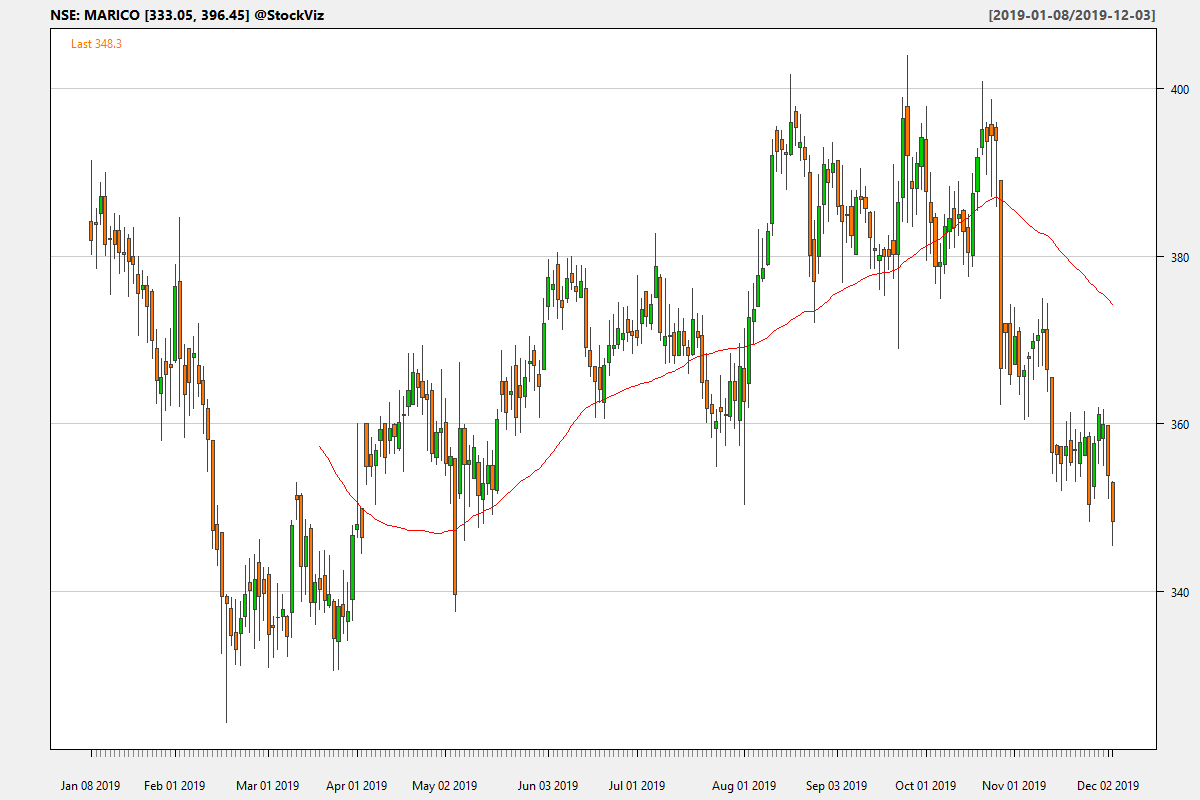 NSE: MARICO [333.05, 396.45] @StockViz [2019-01-08/2019-12-03]
Last 348.3
400
380
360
340
Jan 08 2019 Feb 01 2019 Mar 01 2019 Apr 01 2019 May 02 2019 Jun 03 2019 Jul 01 2019 Aug 01 2019 Sep 03 2019 Oct 01 2019 Nov 01 2019 Dec 02 2019